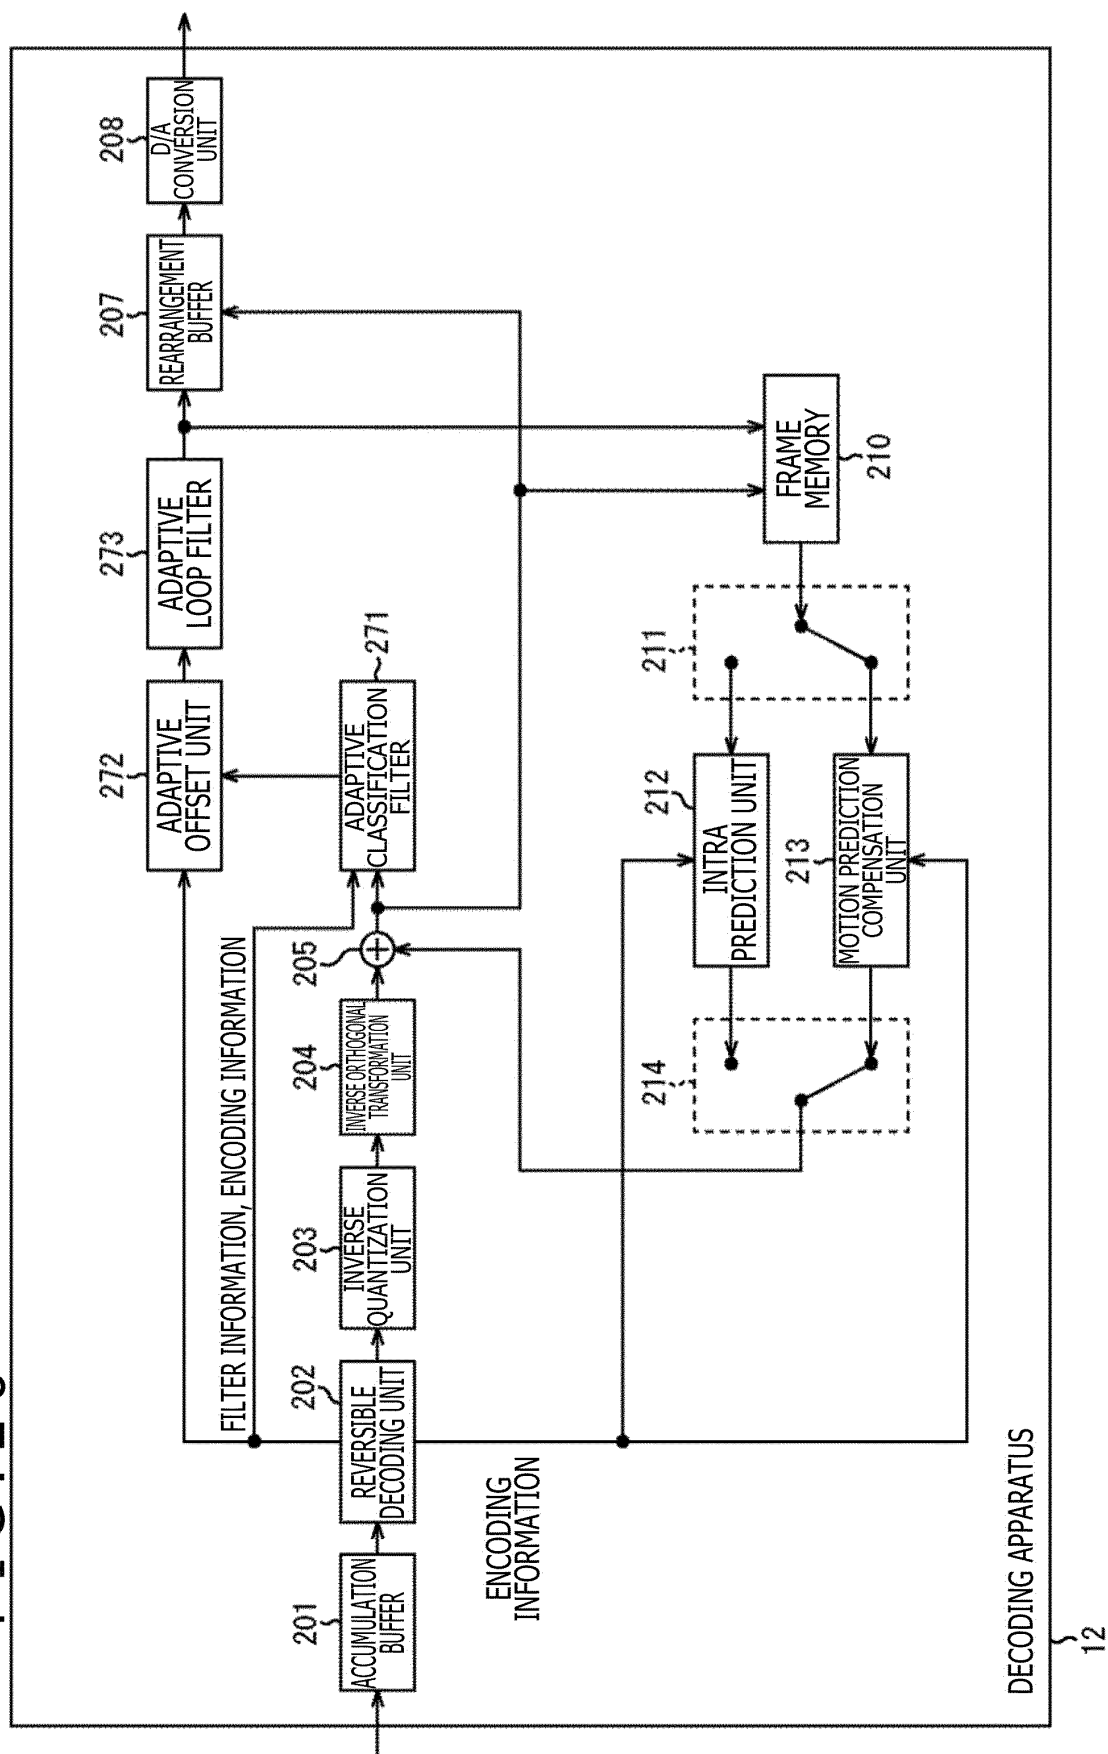 208
D/A
CONVERSION
UNIT
207
REARRANGEMENT
BUFFER
273
ADAPTIVE
LOOP FILTER
272
ADAPTIVE
OFFSET UNIT
271
ADAPTIVE
CLASSIFICATION
FILTER
FILTER INFORMATION, ENCODING INFORMATION
205
204
INVERSE ORTHOGONAL
TRANSFORMATION
UNIT
203
INVERSE
QUANTIZATION
UNIT
202
REVERSIBLE
DECODING UNIT
201
ACCUMULATION
BUFFER
ENCODING
INFORMATION
FRAME
MEMORY
210
211
212
INTRA
PREDICTION UNIT
213
MOTION PREDICTION
COMPENSATION
UNIT
214
DECODING APPARATUS
12